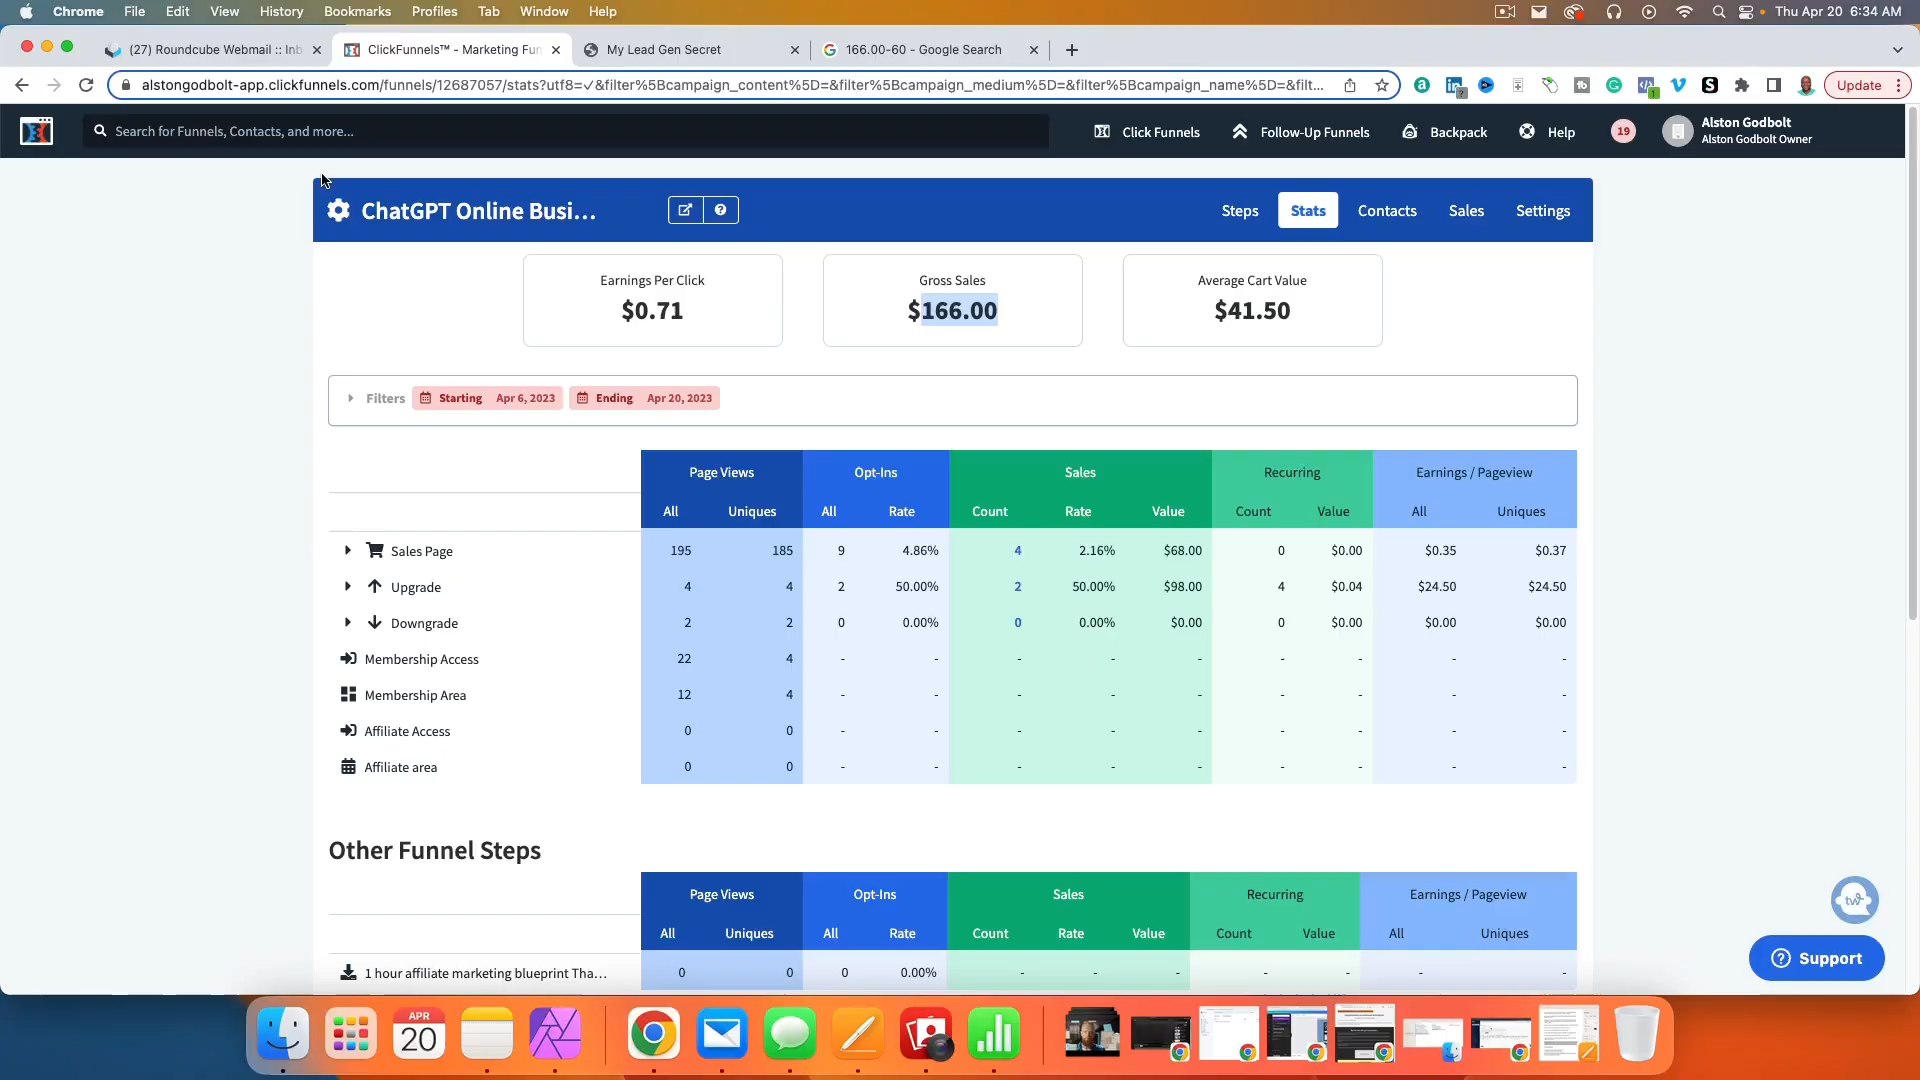 Chrome File Edit View History Bookmarks Profiles Tab Window Help Thu Apr 20 6:34 AM
(27) Roundcube Webmail :: Inb ClickFunnels™ - Marketing Fun My Lead Gen Secret 166.00-60 - Google Search
alstongodbolt-app.clickfunnels.com/funnels/12687057/stats?utf8=✓&filter%5Bcampaign_content%5D=&filter%5Bcampaign_medium%5D=&filter%5Bcampaign_name%5D=&filt... Update
Search for Funnels, Contacts, and more... Click Funnels Follow-Up Funnels Backpack Help 19 Alston Godbolt
Alston Godbolt Owner
ChatGPT Online Busi... Steps Stats Contacts Sales Settings
Earnings Per Click Gross Sales Average Cart Value
$0.71 $166.00 $41.50
Filters Starting Apr 6, 2023 Ending Apr 20, 2023
Page Views Opt-Ins Sales Recurring Earnings / Pageview
All Uniques All Rate Count Rate Value Count Value All Uniques
Sales Page 195 185 9 4.86% 4 2.16% $68.00 0 $0.00 $0.35 $0.37
Upgrade 4 4 2 50.00% 2 50.00% $98.00 4 $0.04 $24.50 $24.50
Downgrade 2 2 0 0.00% 0 0.00% $0.00 0 $0.00 $0.00 $0.00
Membership Access 22 4 - - - - - - - - -
Membership Area 12 4 - - - - - - - - -
Affiliate Access 0 0 - - - - - - - - -
Affiliate area 0 0 - - - - - - - - -
Other Funnel Steps
Page Views Opt-Ins Sales Recurring Earnings / Pageview
All Uniques All Rate Count Rate Value Count Value All Uniques
1 hour affiliate marketing blueprint Tha... 0 0 0 0.00% - - - - - - -
tw
Support
APR
20